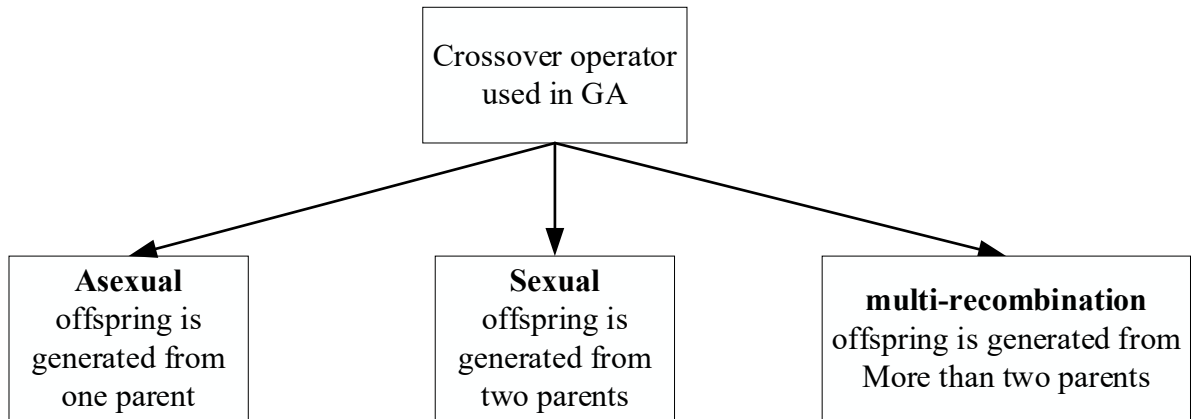 Crossover operator
used in GA
Asexual
offspring is
generated from
one parent
Sexual
offspring is
generated from
two parents
multi-recombination
offspring is generated from
More than two parents